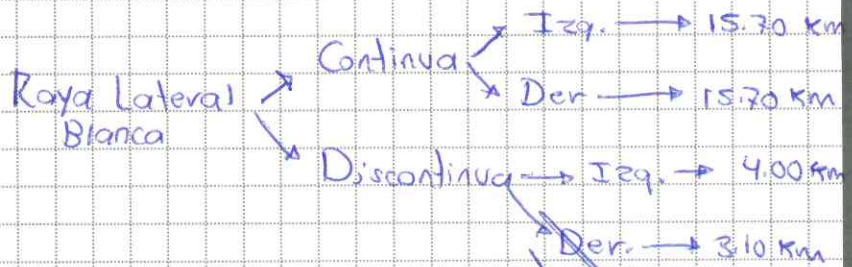 Izq. → 15.70 Km
Continua
Raya Lateral
Der → 15.70 Km
Blanca
Discontinua → Izq. → 4.00 Km
Der. → 3.10 Km